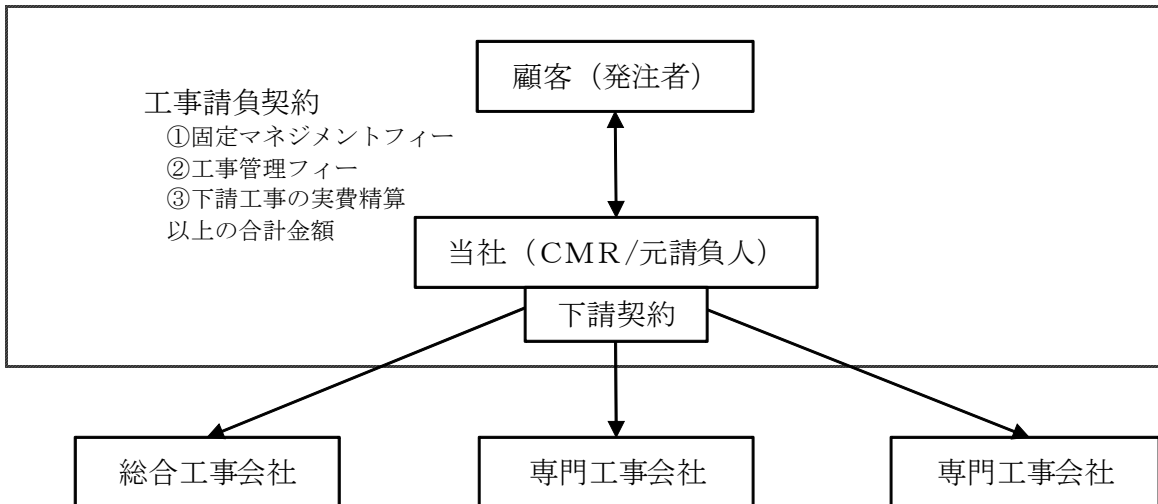 顧客（発注者）
工事請負契約
①固定マネジメントフィー
②工事管理フィー
③下請工事の実費精算
以上の合計金額
当社（ＣＭＲ/元請負人）
下請契約
総合工事会社
専門工事会社
専門工事会社